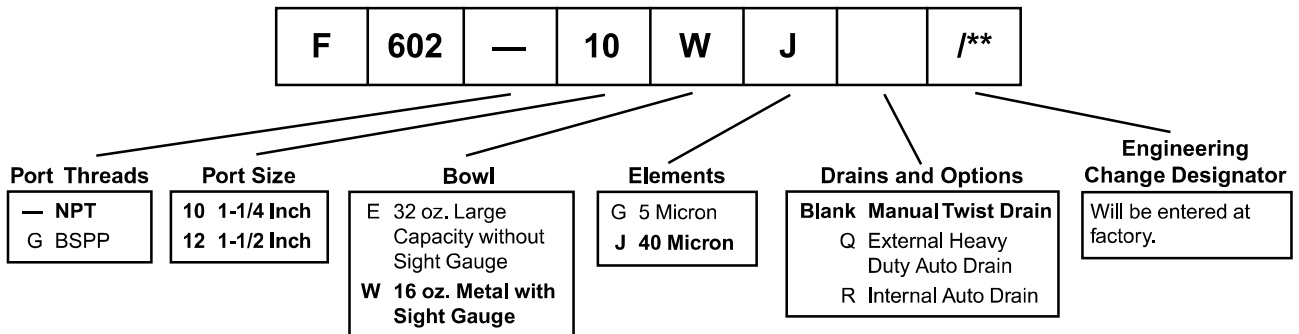 F 602 — 10 W J /**
Port Threads
— NPT
G BSPP
Port Size
10 1-1/4 Inch
12 1-1/2 Inch
Bowl
E 32 oz. Large
Capacity without
Sight Gauge
W 16 oz. Metal with
Sight Gauge
Elements
G 5 Micron
J 40 Micron
Drains and Options
Blank Manual Twist Drain
Q External Heavy
Duty Auto Drain
R Internal Auto Drain
Engineering
Change Designator
Will be entered at
factory.